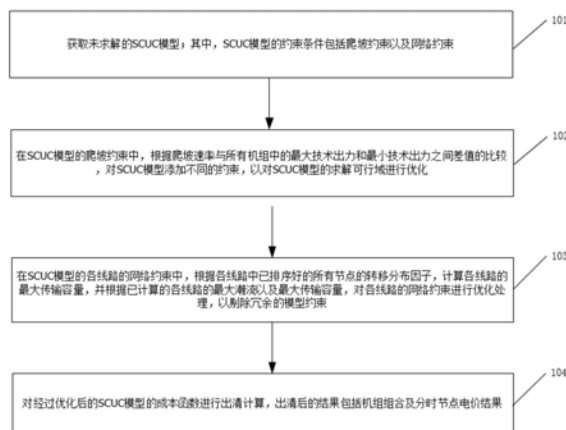 101
获取未求解的SCUC模型；其中，SCUC模型的约束条件包括爬坡约束以及网络约束
102
在SCUC模型的爬坡约束中，根据爬坡速率与所有机组中的最大技术出力和最小技术出力之间差值的比较
，对SCUC模型添加不同的约束，以对SCUC模型的求解可行域进行优化
103
在SCUC模型的各线路的网络约束中，根据各线路中已排序好的所有节点的转移分布因子，计算各线路的
最大传输容量，并根据已计算的各线路的最大潮流以及最大传输容量，对各线路的网络约束进行优化处
理，以剔除冗余的模型约束
104
对经过优化后的SCUC模型的成本函数进行出清计算，出清后的结果包括机组组合及分时节点电价结果